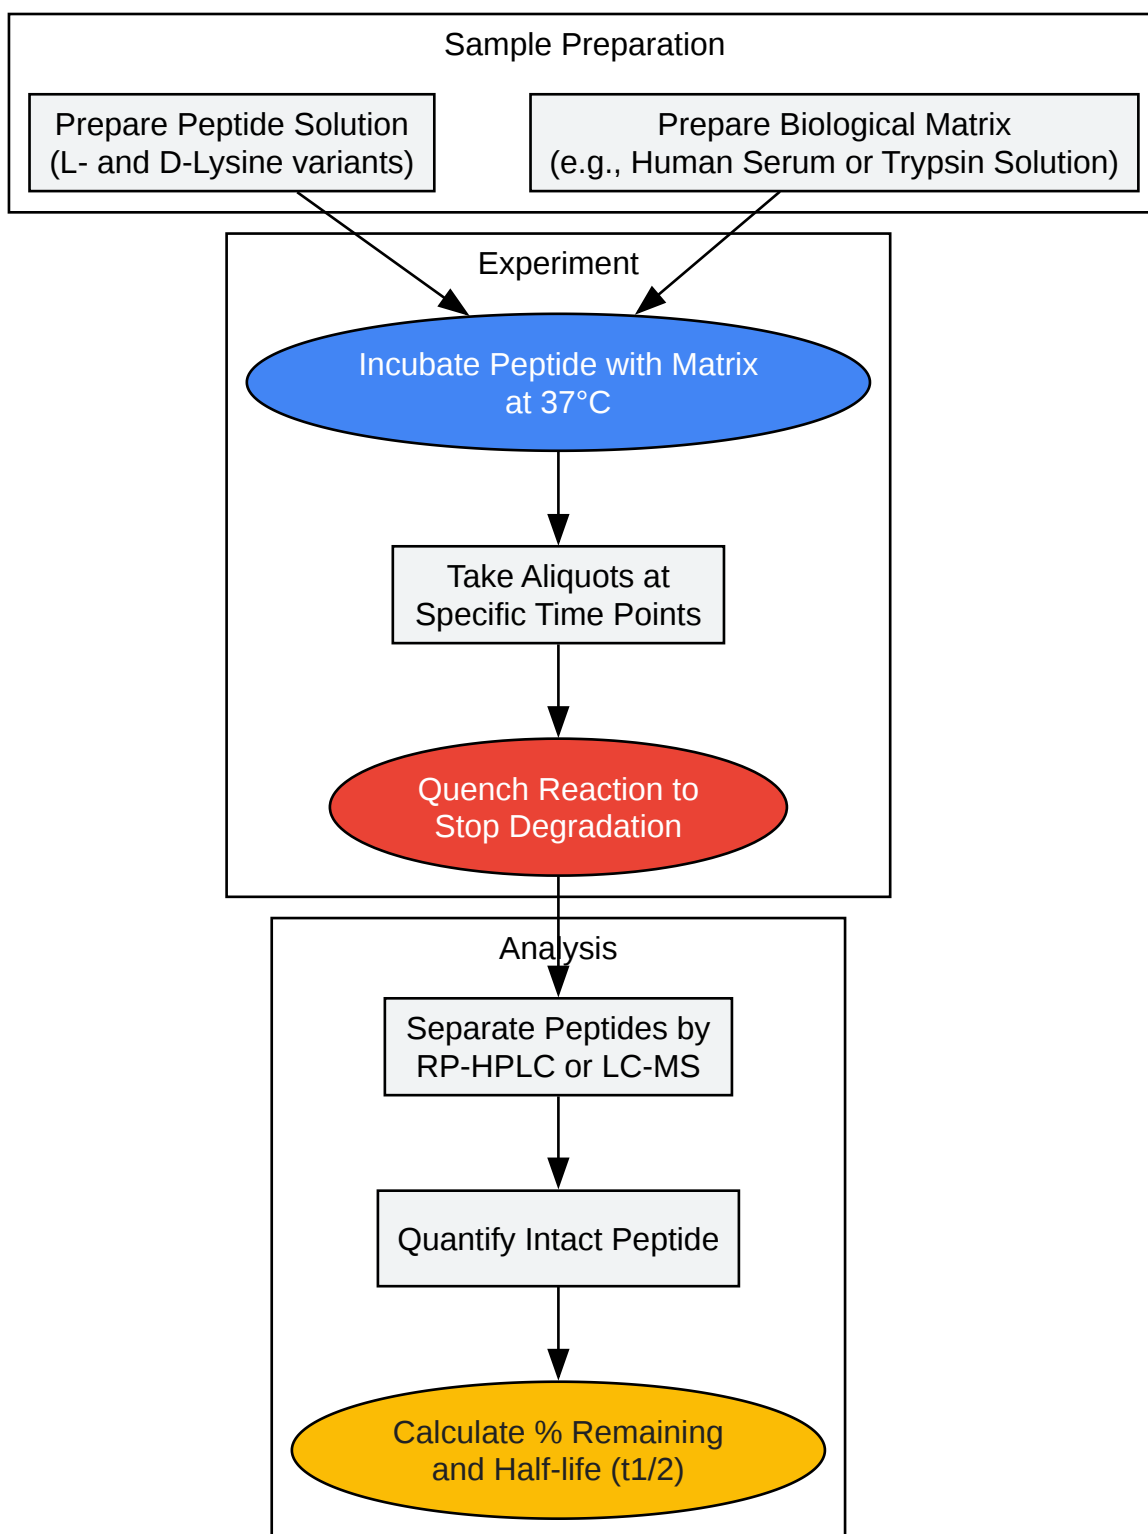 Sample Preparation
Prepare Peptide Solution
(L- and D-Lysine variants)
Prepare Biological Matrix
(e.g., Human Serum or Trypsin Solution)
Experiment
Incubate Peptide with Matrix
at 37°C
Take Aliquots at
Specific Time Points
Quench Reaction to
Stop Degradation
Analysis
Separate Peptides by
RP-HPLC or LC-MS
Quantify Intact Peptide
Calculate % Remaining
and Half-life (t1/2)